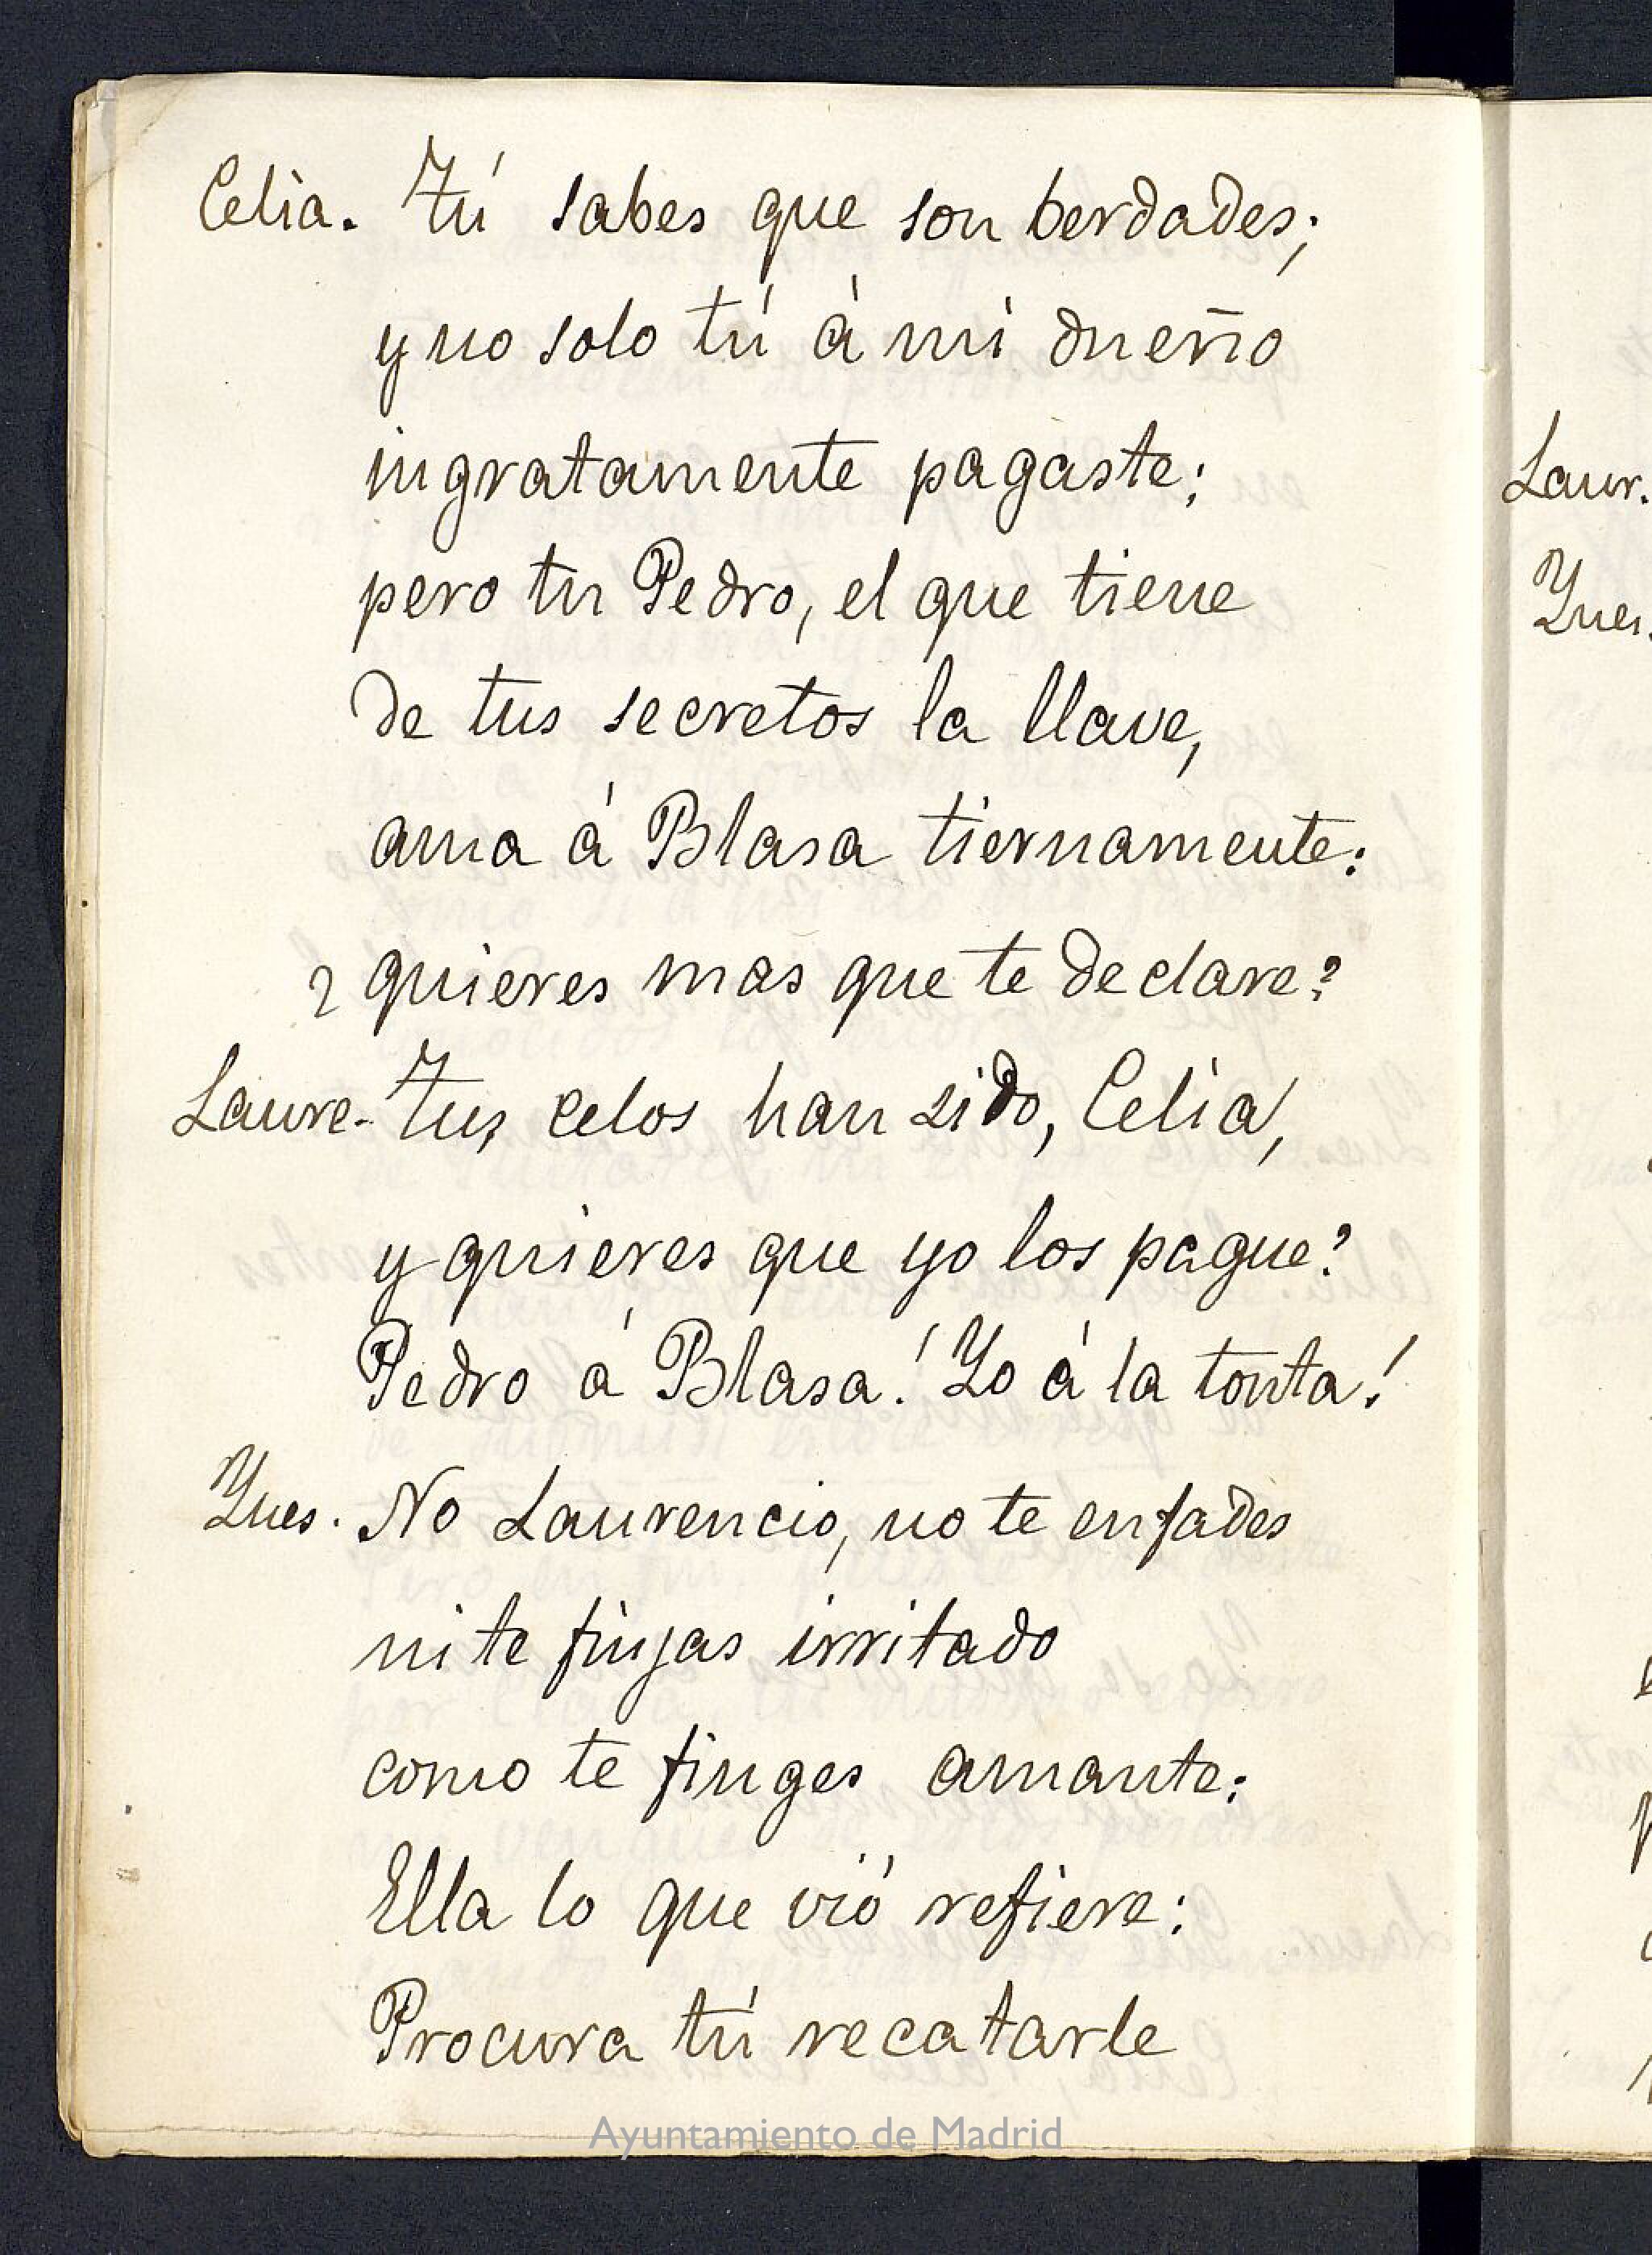 Celia. Tú sabes que son berdades;
y no solo tú á mi dueño
ingratamente pagaste;
pero tu Pedro, el que tiene
de tus secretos la llave,
ama á Blasa tiernamente:
¿quieres mas que te declare?
Laure. Tus celos han sido, Celia,
y quieres que yo los pague?
Pedro á Blasa! Yo á la tonta!
Ynes. No Laurencio, no te enfades
ni te finjas irritado
como te finges amante:
Ella lo que vió refiere:
Procura tú recatarle
Ayuntamiento de Madrid
Laur.
Ynes.